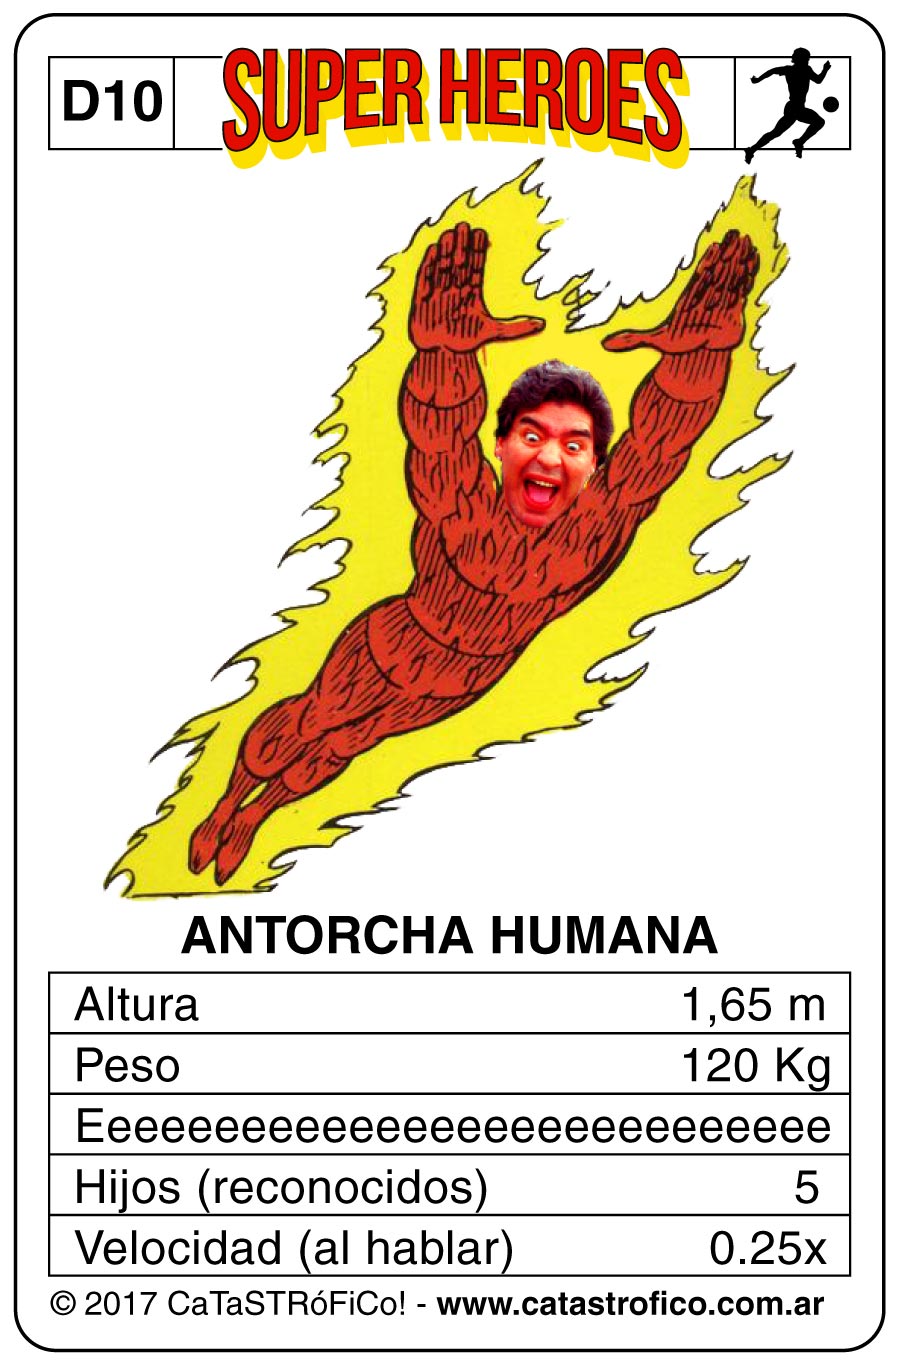 D10
SUPER HEROES
ANTORCHA HUMANA
Altura 1,65 m
Peso 120 Kg
Eeeeeeeeeeeeeeeeeeeeeeeeeeee
Hijos (reconocidos) 5
Velocidad (al hablar) 0.25x
© 2017 CaTaSTRóFiCo! - www.catastrofico.com.ar